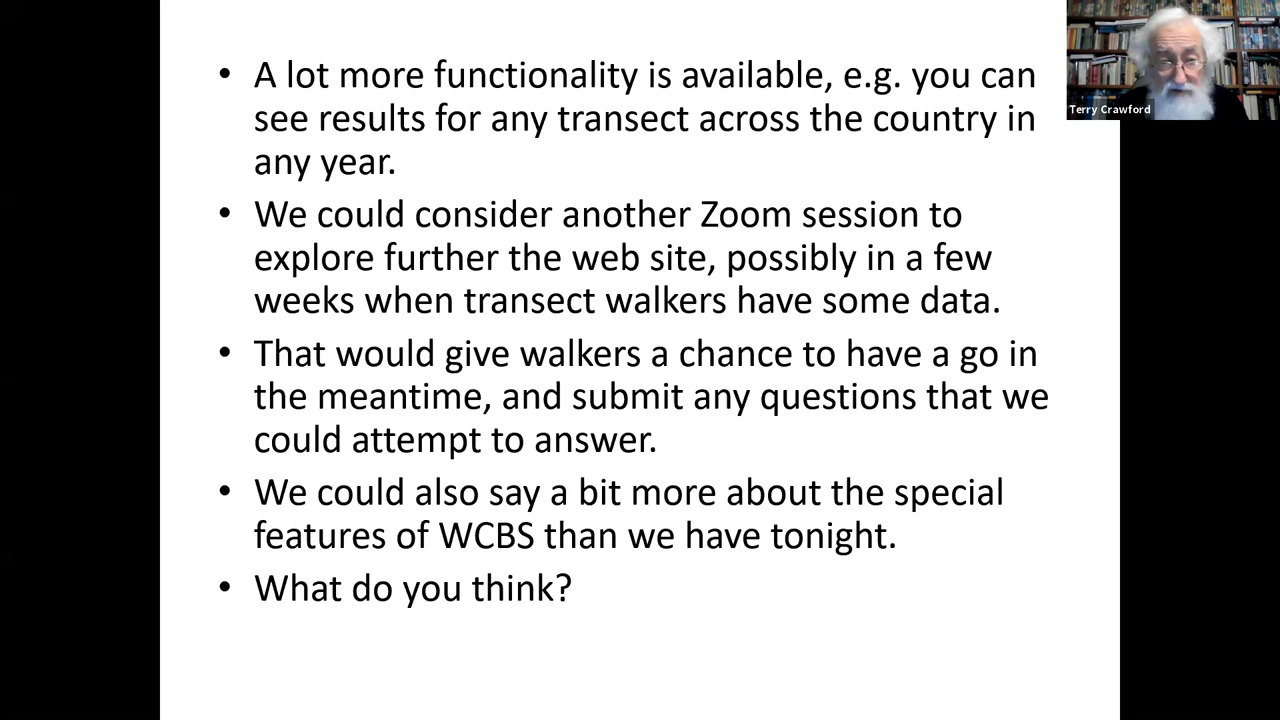 • A lot more functionality is available, e.g. you can
see results for any transect across the country in
any year.
• We could consider another Zoom session to
explore further the web site, possibly in a few
weeks when transect walkers have some data.
• That would give walkers a chance to have a go in
the meantime, and submit any questions that we
could attempt to answer.
• We could also say a bit more about the special
features of WCBS than we have tonight.
• What do you think?
Terry Crawford